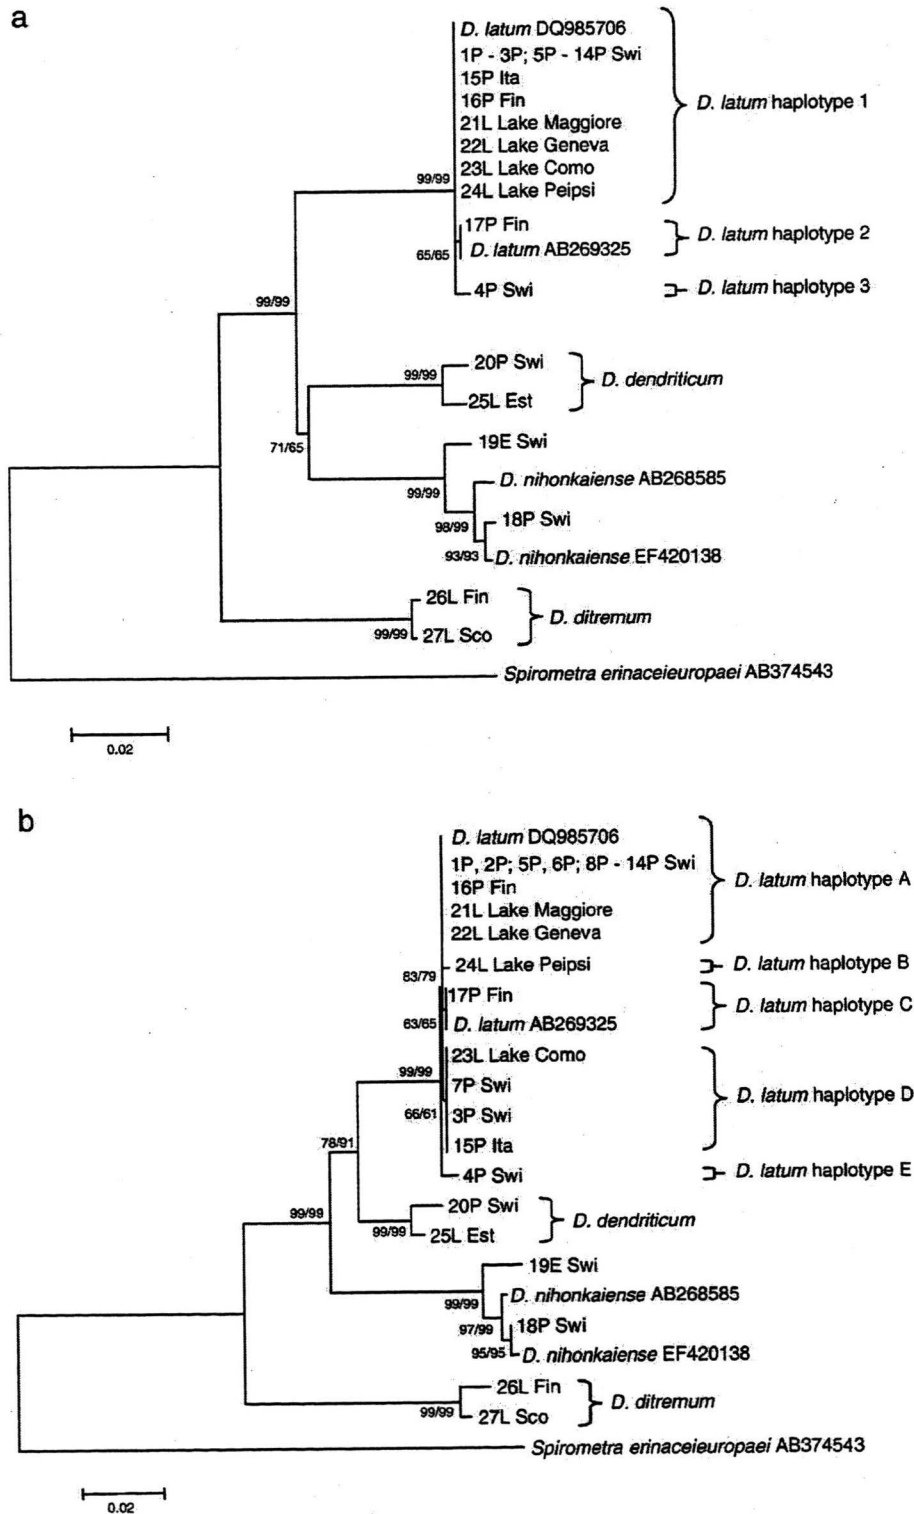 a
D. latum DQ985706
1P - 3P; 5P - 14P Swi
15P Ita
16P Fin
21L Lake Maggiore
22L Lake Geneva
23L Lake Como
24L Lake Peipsi
D. latum haplotype 1
99/99
17P Fin
D. latum AB269325
D. latum haplotype 2
65/65
4P Swi
D. latum haplotype 3
99/99
20P Swi
99/99
25L Est
D. dendriticum
71/65
19E Swi
99/99
D. nihonkaiense AB268585
98/99
18P Swi
93/93
D. nihonkaiense EF420138
26L Fin
99/99
27L Sco
D. ditremum
Spirometra erinaceieuropaei AB374543
0.02
b
D. latum DQ985706
1P, 2P; 5P, 6P; 8P - 14P Swi
16P Fin
21L Lake Maggiore
22L Lake Geneva
D. latum haplotype A
83/79
24L Lake Peipsi
D. latum haplotype B
17P Fin
63/65
D. latum AB269325
D. latum haplotype C
23L Lake Como
99/99
7P Swi
66/61
3P Swi
15P Ita
D. latum haplotype D
4P Swi
D. latum haplotype E
78/91
20P Swi
99/99
99/99
25L Est
D. dendriticum
19E Swi
99/99
D. nihonkaiense AB268585
97/99
18P Swi
95/95
D. nihonkaiense EF420138
26L Fin
99/99
27L Sco
D. ditremum
Spirometra erinaceieuropaei AB374543
0.02